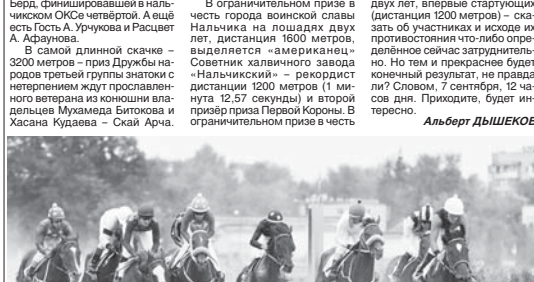 Берд, финишировавшей в наль-
чикском ОКСе четвёртой. А ещё
есть Гость А. Урчукова и Расцвет
А. Афаунова.
В самой длинной скачке –
3200 метров – приз Дружбы на-
родов третьей группы знатоки с
нетерпением ждут прославлен-
ного ветерана из конюшни вла-
дельцев Мухамеда Битокова и
Хасана Кудаева – Скай Арча.
В ограничительном призе в
честь города воинской славы
Нальчика на лошадях двух
лет, дистанция 1600 метров,
выделяется «американец»
Советник халвичного завода
«Нальчикский» – рекордист
дистанции 1200 метров (1 ми-
нута 12,57 секунды) и второй
призёр приза Первой Короны. В
ограничительном призе в честь
двух лет, впервые стартующих
(дистанция 1200 метров) – ска-
зать об участниках и исходе их
противостояния что-либо опре-
делённое сейчас затруднитель-
но. Но тем и прекраснее будет
конечный результат, не правда
ли? Словом, 7 сентября, 12 ча-
сов дня. Приходите, будет ин-
тересно.
Альберт ДЫШЕКОВ